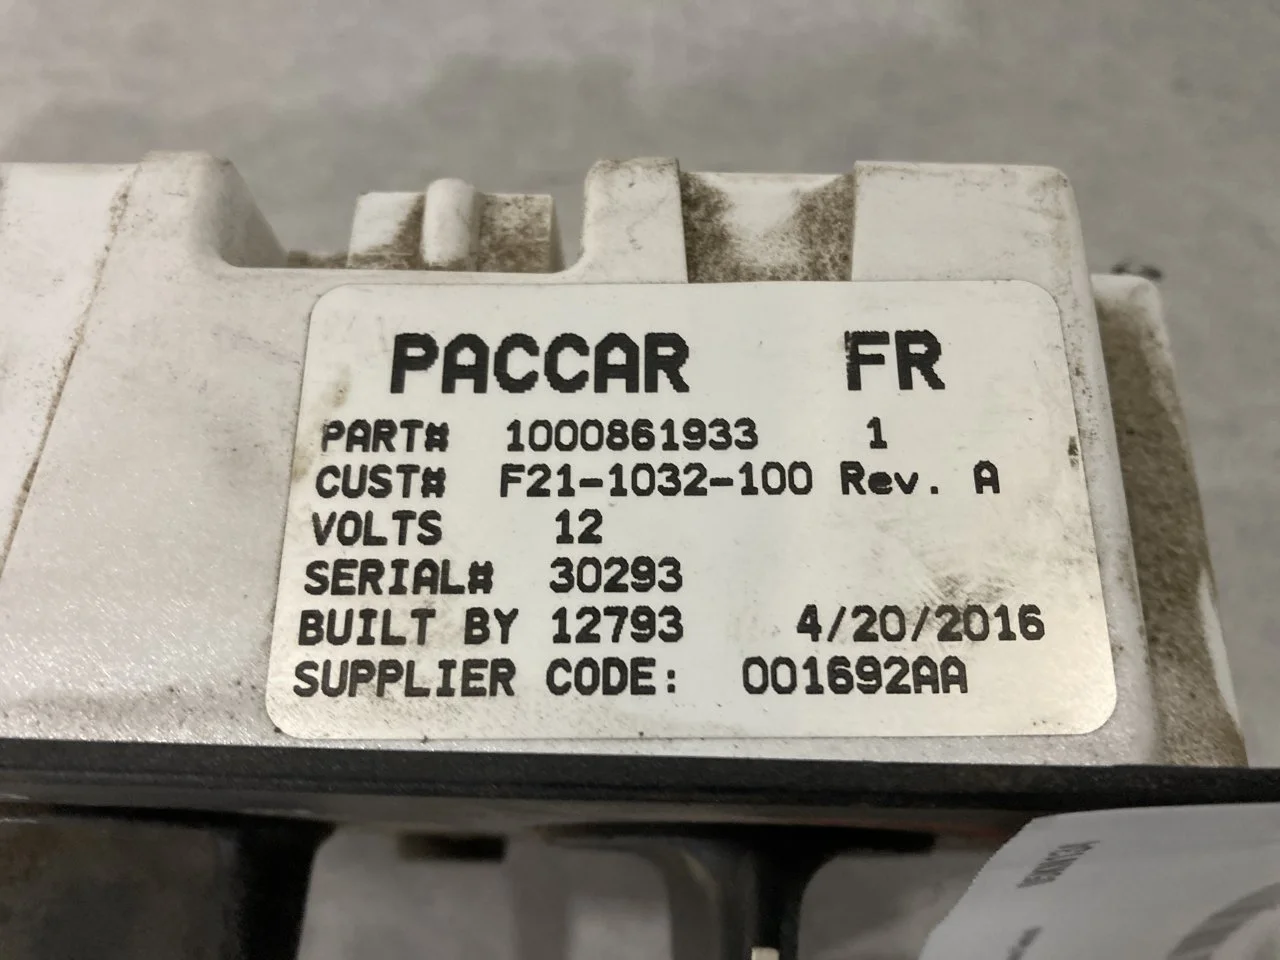 PACCAR FR
PART# 1000861933 1
CUST# F21-1032-100 Rev. A
VOLTS 12
SERIAL# 30293
BUILT BY 12793 4/20/2016
SUPPLIER CODE: 001692AA